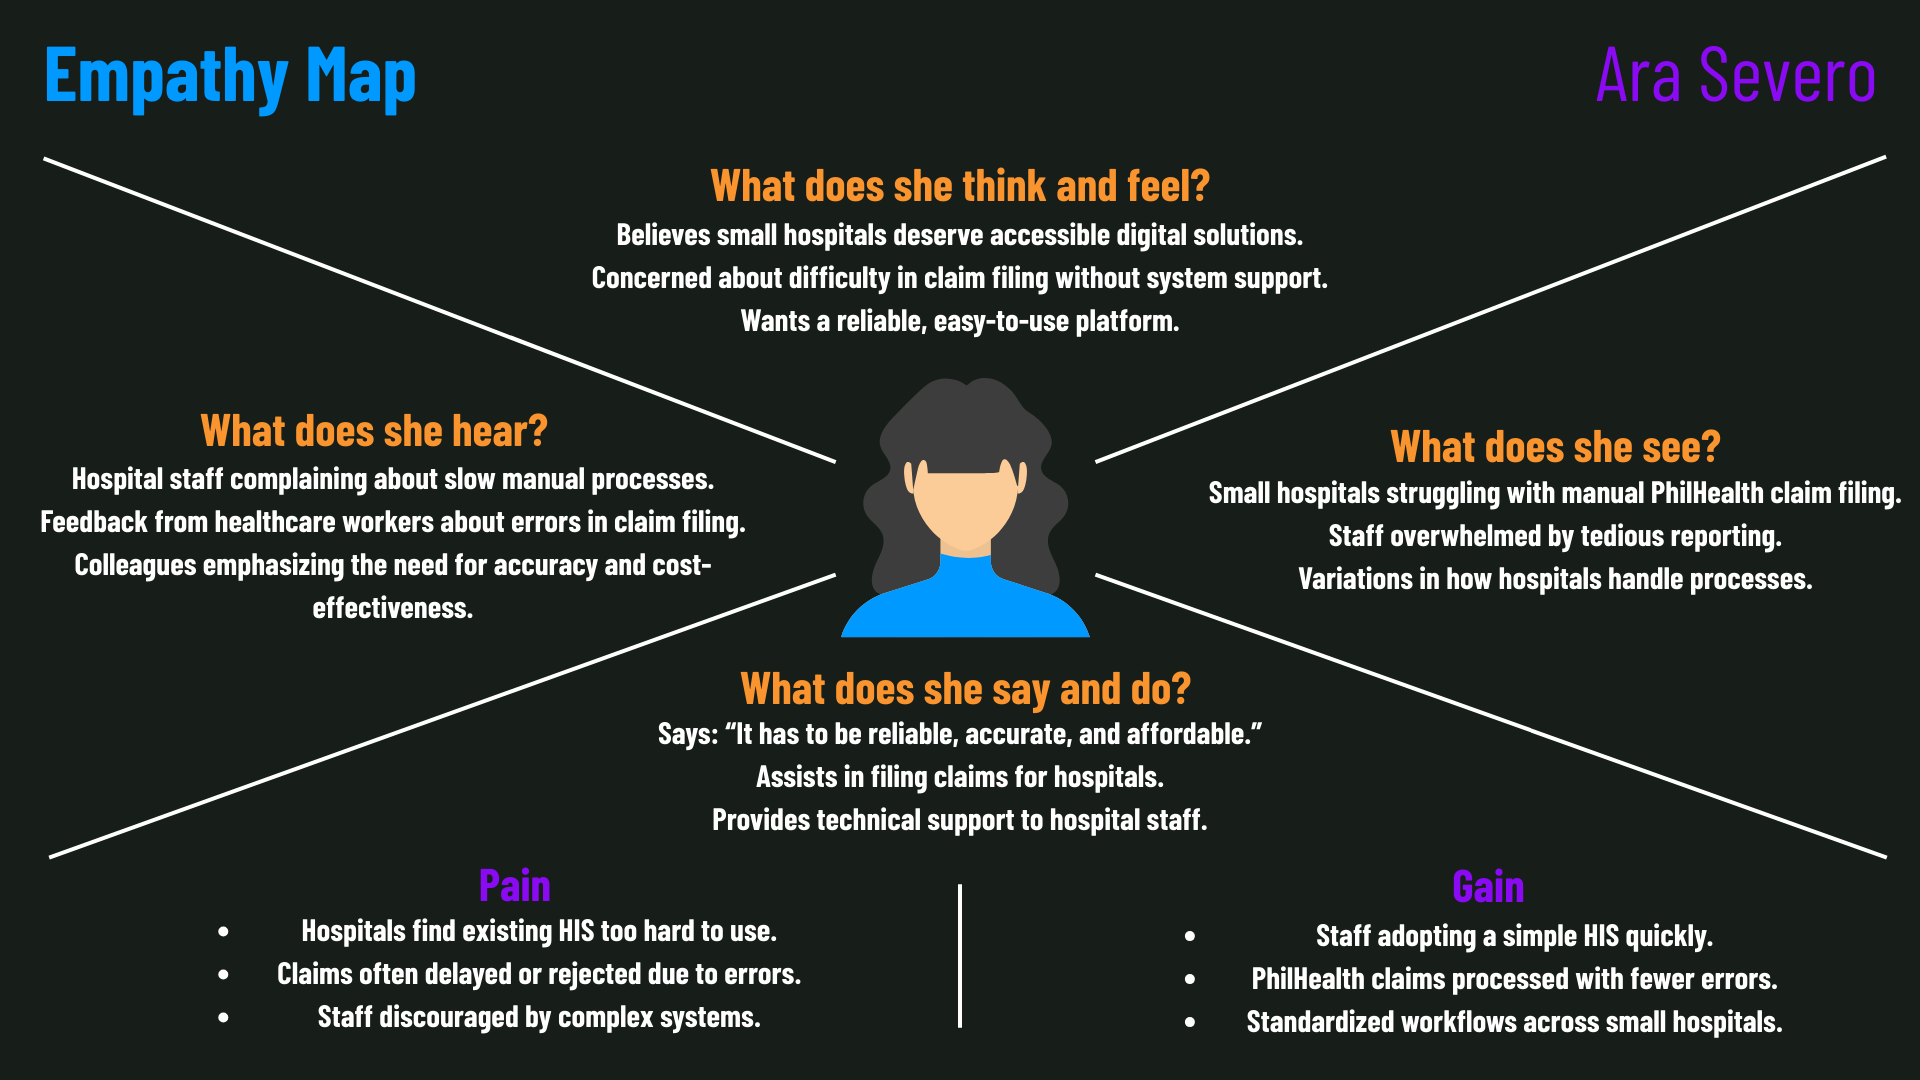 Empathy Map
Ara Severo
What does she think and feel?
Believes small hospitals deserve accessible digital solutions.
Concerned about difficulty in claim filing without system support.
Wants a reliable, easy-to-use platform.
What does she hear?
Hospital staff complaining about slow manual processes.
Feedback from healthcare workers about errors in claim filing.
Colleagues emphasizing the need for accuracy and cost-
effectiveness.
What does she see?
Small hospitals struggling with manual PhilHealth claim filing.
Staff overwhelmed by tedious reporting.
Variations in how hospitals handle processes.
What does she say and do?
Says: “It has to be reliable, accurate, and affordable.”
Assists in filing claims for hospitals.
Provides technical support to hospital staff.
Pain
• Hospitals find existing HIS too hard to use.
• Claims often delayed or rejected due to errors.
• Staff discouraged by complex systems.
Gain
• Staff adopting a simple HIS quickly.
• PhilHealth claims processed with fewer errors.
• Standardized workflows across small hospitals.